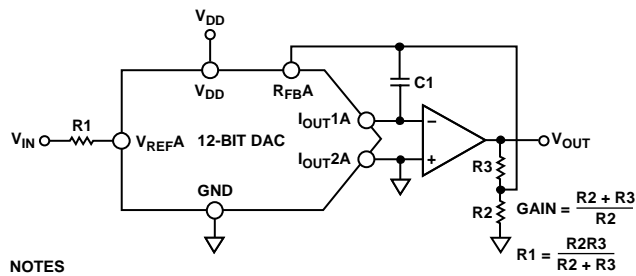 VDD
VDD
RFBA
C1
R1
VIN
VREFA
12-BIT DAC
IOUT1A
IOUT2A
GND
VOUT
R3
R2
GAIN = R2 + R3
R2
R1 = R2R3
R2 + R3
NOTES